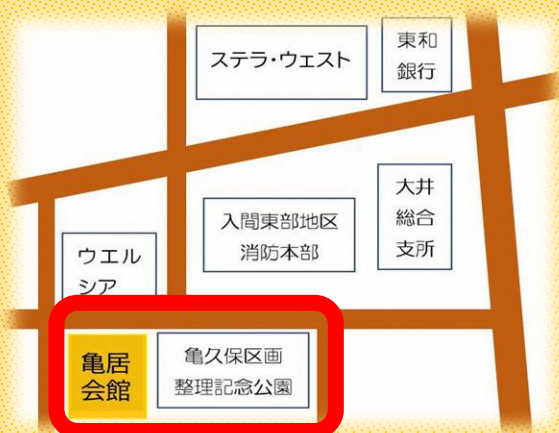 ステラ・ウェスト
東和
銀行
入間東部地区
消防本部
大井
総合
支所
ウエル
シア
亀居
会館
亀久保区画
整理記念公園